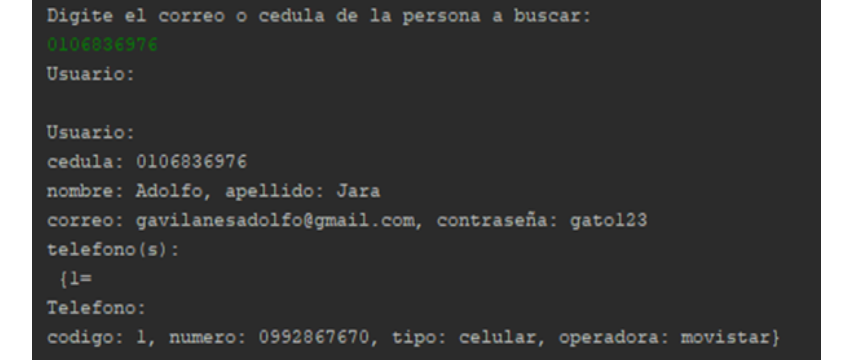 Digite el correo o cedula de la persona a buscar:
0106836976
Usuario:
Usuario:
cedula: 0106836976
nombre: Adolfo, apellido: Jara
correo: gavilanesadolfo@gmail.com, contraseña: gato123
telefono(s):
{1=
Telefono:
codigo: 1, numero: 0992867670, tipo: celular, operadora: movistar}